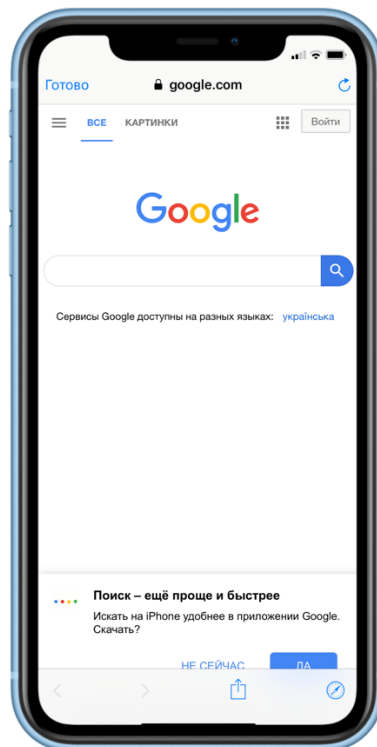 Готово google.com
ВСЕ КАРТИНКИ Войти
Google
Сервисы Google доступны на разных языках: українська
Поиск – ещё проще и быстрее
Искать на iPhone удобнее в приложении Google.
Скачать?
НЕ СЕЙЧАС ДА